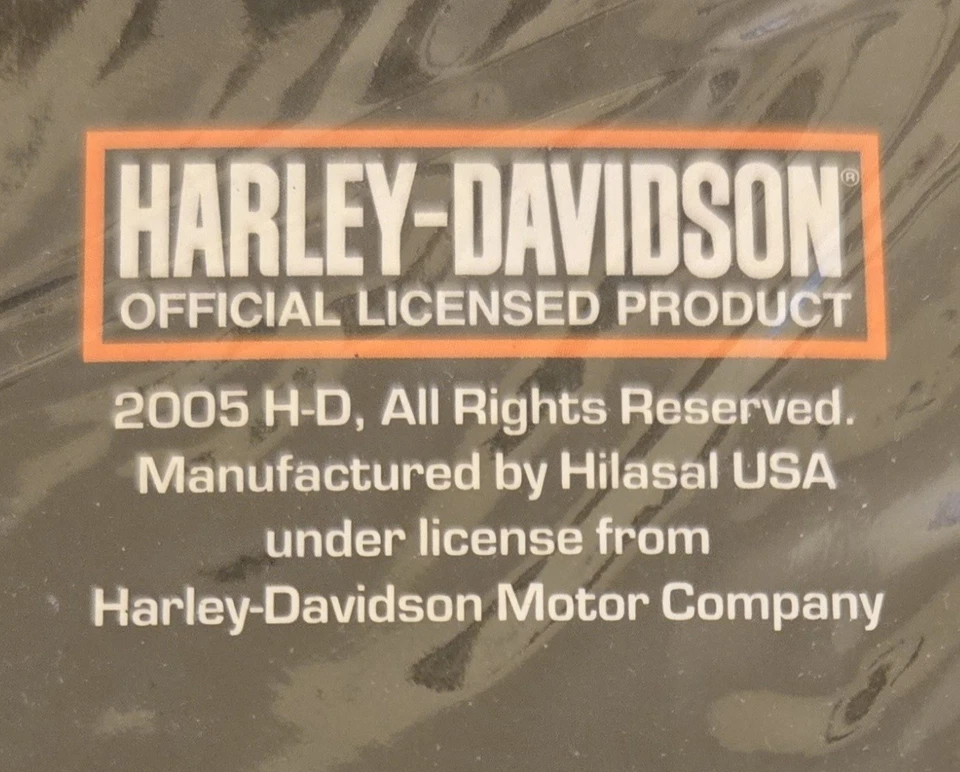 HARLEY-DAVIDSON®
OFFICIAL LICENSED PRODUCT
2005 H-D, All Rights Reserved.
Manufactured by Hilasal USA
under license from
Harley-Davidson Motor Company